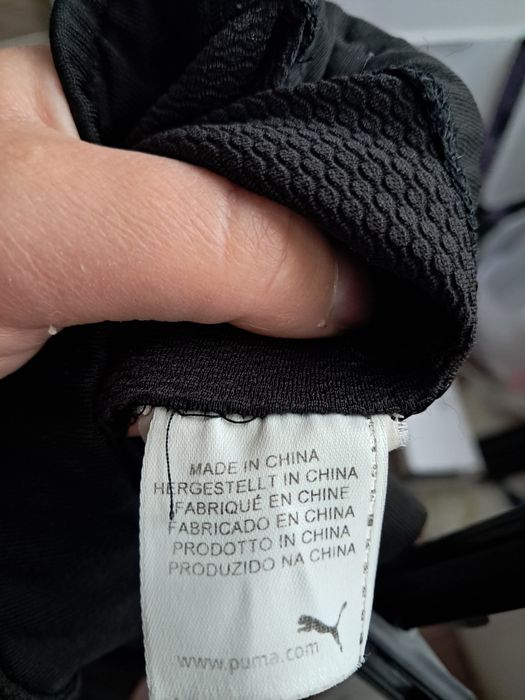 MADE IN CHINA
HERGESTELLT IN CHINA
FABRIQUÉ EN CHINE
FABRICADO EN CHINA
PRODOTTO IN CHINA
PRODUZIDO NA CHINA
www.puma.com